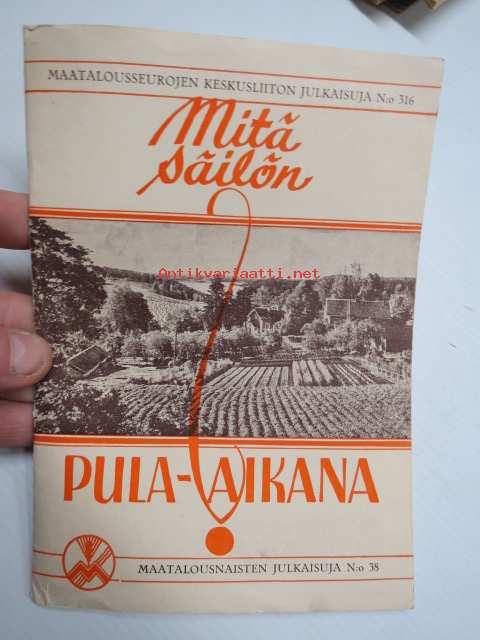 MAATALOUSSEUROJEN KESKUSLIITON JULKAISUJA N:o 316
Mitä
säilön
?
Antikvariaatti.net
PULA-AIKANA
MAATALOUSNAISTEN JULKAISUJA N:o 38